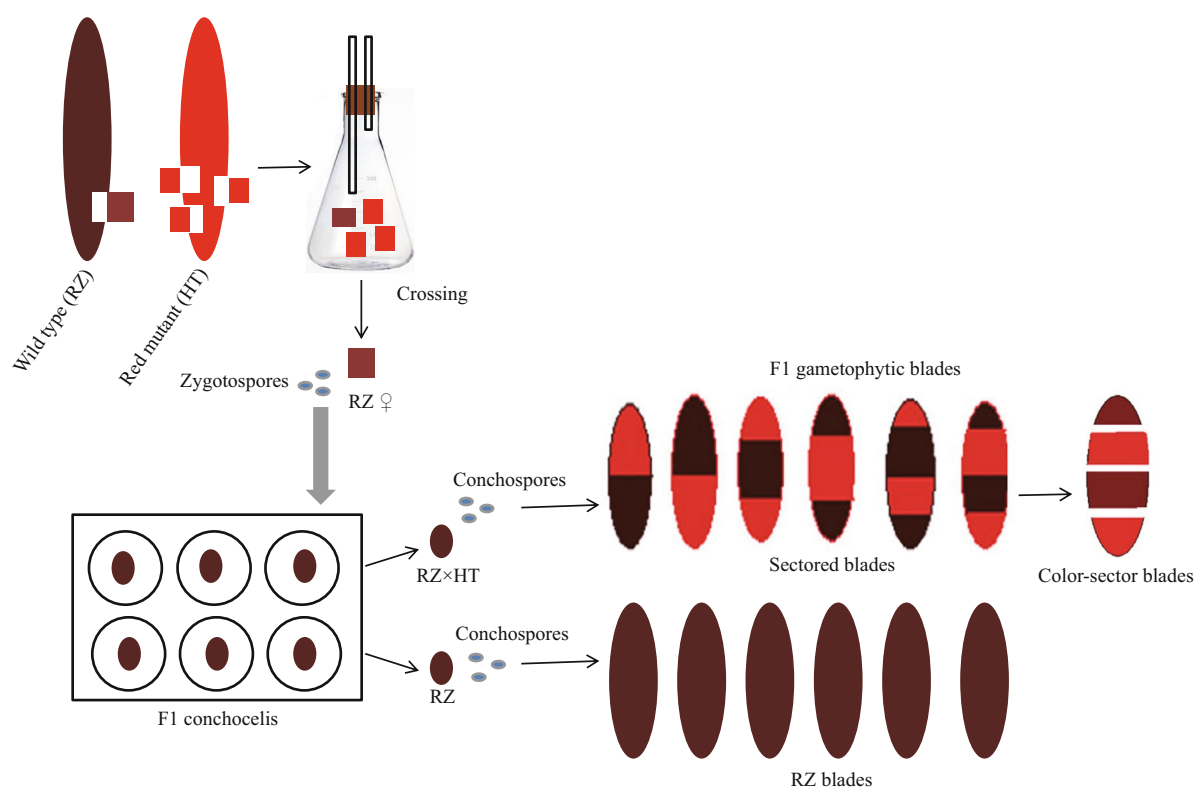 Wild type (RZ)
Red mutant (HT)
Crossing
Zygotospores
RZ ♀
F1 gametophytic blades
Conchospores
RZ×HT
Sectored blades
Color-sector blades
Conchospores
RZ
F1 conchocelis
RZ blades